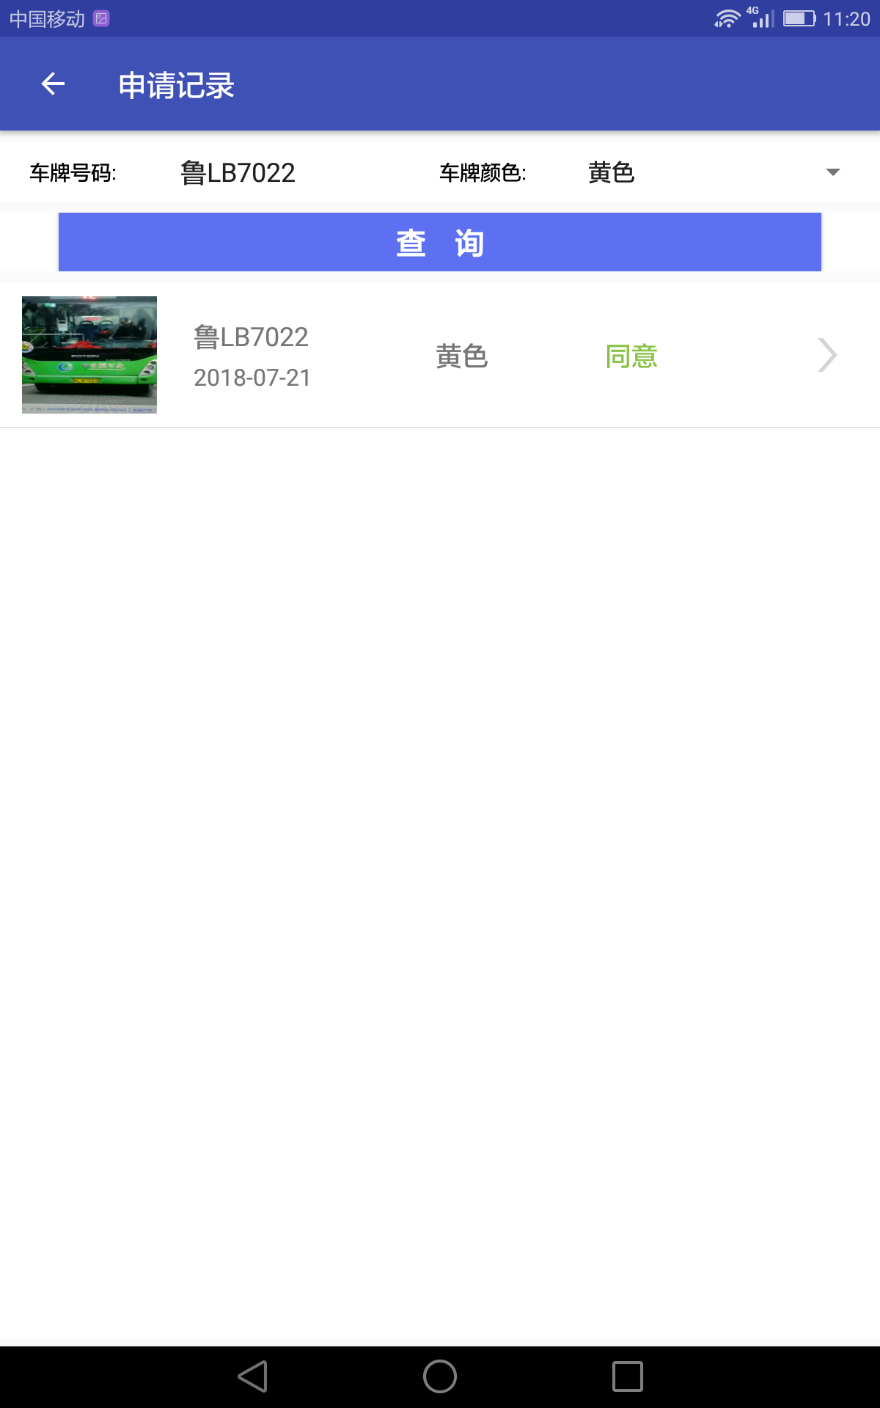 中国移动 4G 11:20
申请记录
车牌号码: 鲁LB7022 车牌颜色: 黄色
查 询
鲁LB7022
2018-07-21
黄色 同意
FOTON